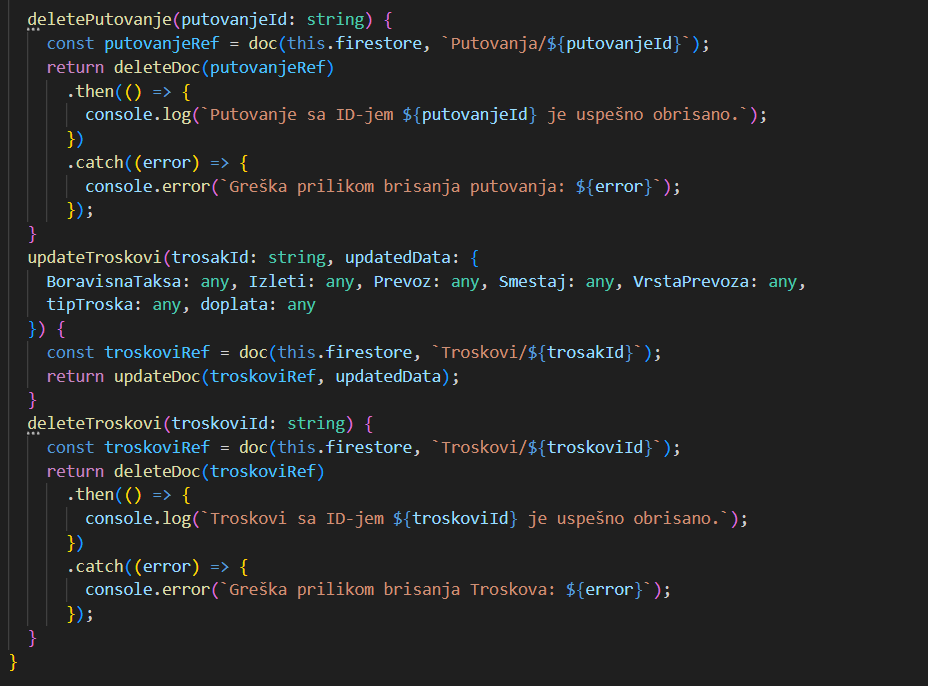 deletePutovanje(putovanjeId: string) {
const putovanjeRef = doc(this.firestore, `Putovanja/${putovanjeId}`);
return deleteDoc(putovanjeRef)
.then(() => {
console.log(`Putovanje sa ID-jem ${putovanjeId} je uspešno obrisano.`);
})
.catch((error) => {
console.error(`Greška prilikom brisanja putovanja: ${error}`);
});
}
updateTroskovi(trosakId: string, updatedData: {
BoravisnaTaksa: any, Izleti: any, Prevoz: any, Smestaj: any, VrstaPrevoza: any,
tipTroska: any, doplata: any
}) {
const troskoviRef = doc(this.firestore, `Troskovi/${trosakId}`);
return updateDoc(troskoviRef, updatedData);
}
deleteTroskovi(troskoviId: string) {
const troskoviRef = doc(this.firestore, `Troskovi/${troskoviId}`);
return deleteDoc(troskoviRef)
.then(() => {
console.log(`Troskovi sa ID-jem ${troskoviId} je uspešno obrisano.`);
})
.catch((error) => {
console.error(`Greška prilikom brisanja Troskova: ${error}`);
});
}
}